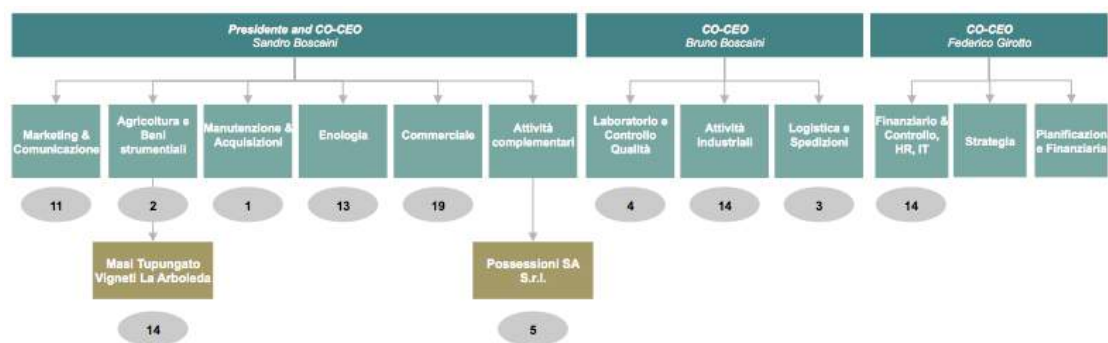 Presidente and CO-CEO
Sandro Boscaini
CO-CEO
Bruno Boscaini
CO-CEO
Federico Girotto
Marketing &
Comunicazione
Agricoltura e
Beni
strumentali
Manutenzione &
Acquisizioni
Enologia
Commerciale
Attività
complementari
Laboratorio e
Controllo
Qualità
Attività
Industriali
Logistica e
Spedizioni
Finanziario &
Controllo,
HR, IT
Strategia
Pianificazion
e Finanziaria
11
2
1
13
19
4
14
3
14
Masi Tupungato
Vigneti La Arboleda
Possessioni SA
S.r.l.
14
5